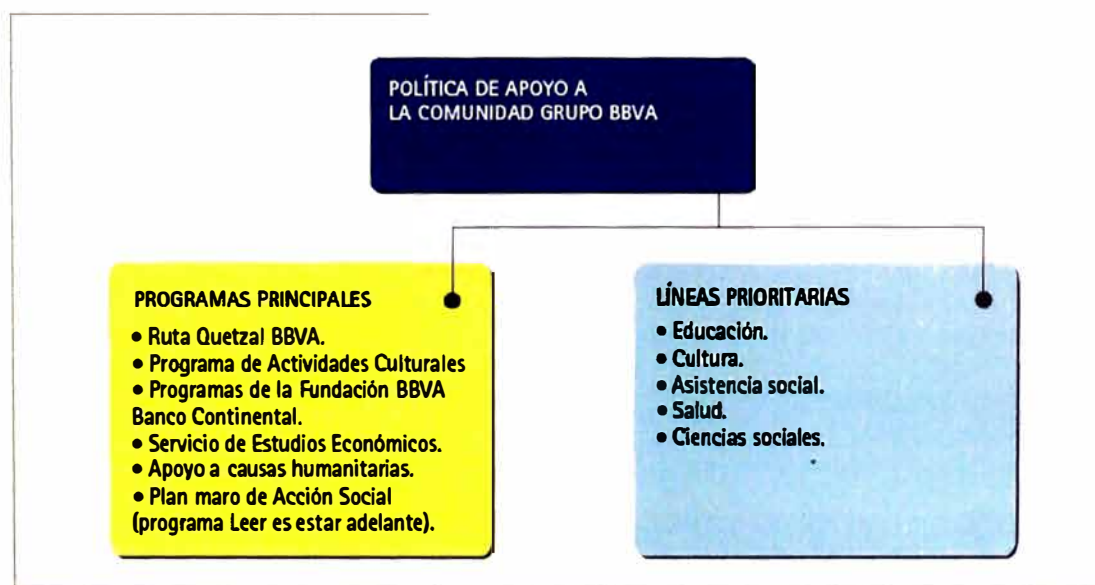 POLÍTICA DE APOYO A
LA COMUNIDAD GRUPO BBVA
PROGRAMAS PRINCIPALES
• Ruta Quetzal BBVA.
• Programa de Actividades Culturales
• Programas de la Fundación BBVA
Banco Continental.
• Servicio de Estudios Económicos.
• Apoyo a causas humanitarias.
• Plan maro de Acción Social
(programa Leer es estar adelante).
LÍNEAS PRIORITARIAS
• Educación.
• Cultura.
• Asistencia social.
• Salud.
• Ciencias sociales.